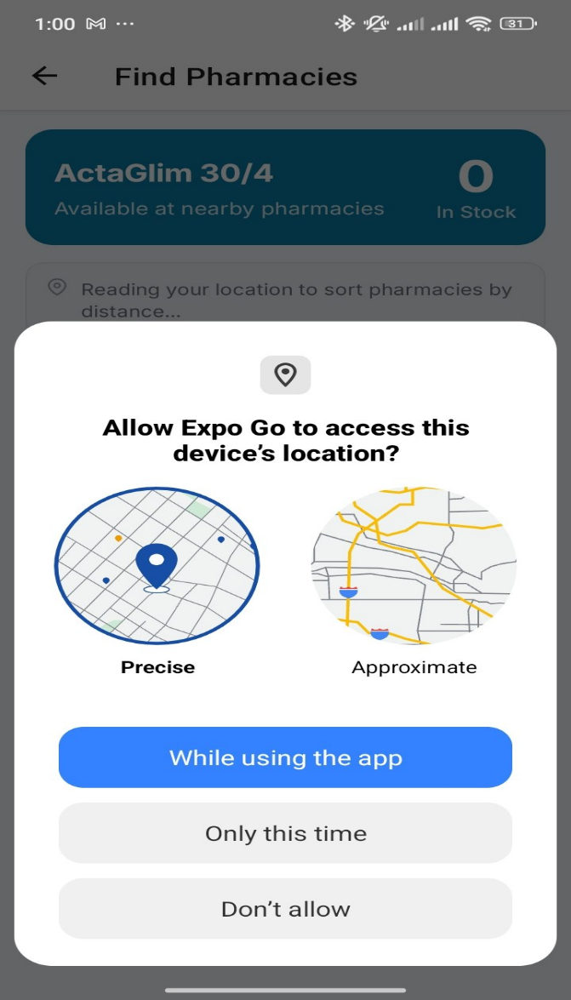 1:00 ...
31
Find Pharmacies
ActaGlim 30/4
0
Available at nearby pharmacies
In Stock
Reading your location to sort pharmacies by
distance...
Allow Expo Go to access this
device's location?
Precise
Approximate
While using the app
Only this time
Don't allow